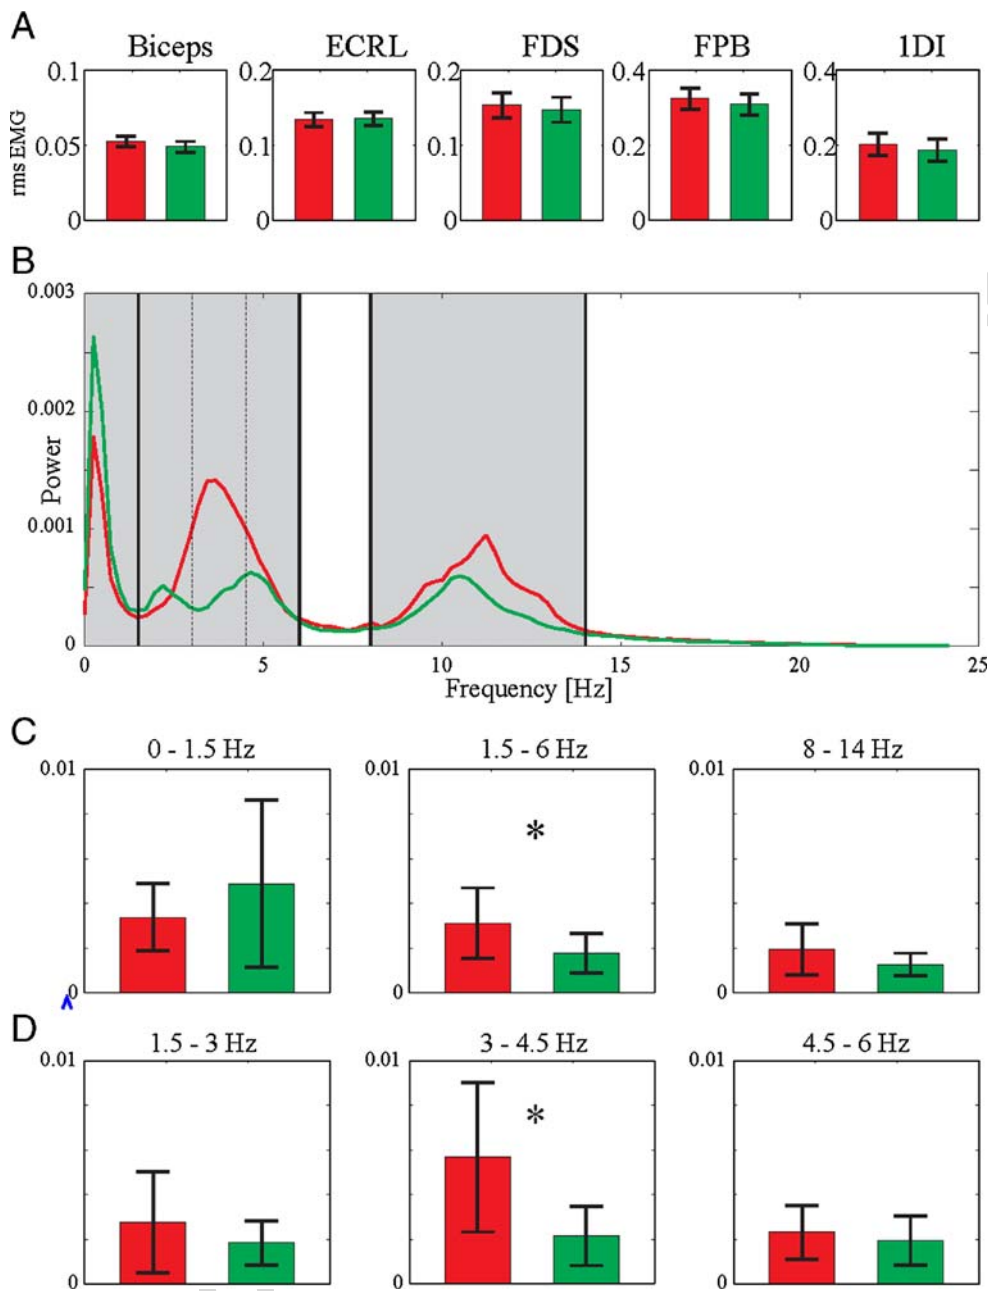 A
Biceps ECRL FDS FPB 1DI
0.1 0.2 0.2 0.4 0.4
rms EMG
0.05 0.1 0.1 0.2 0.2
0 0 0 0 0
B
0.003
0.002
Power
0.001
0
0 5 10 15 20 25
Frequency [Hz]
C
0 - 1.5 Hz 1.5 - 6 Hz 8 - 14 Hz
0.01 0.01 0.01
*
0 0 0
D
1.5 - 3 Hz 3 - 4.5 Hz 4.5 - 6 Hz
0.01 0.01 0.01
*
0 0 0